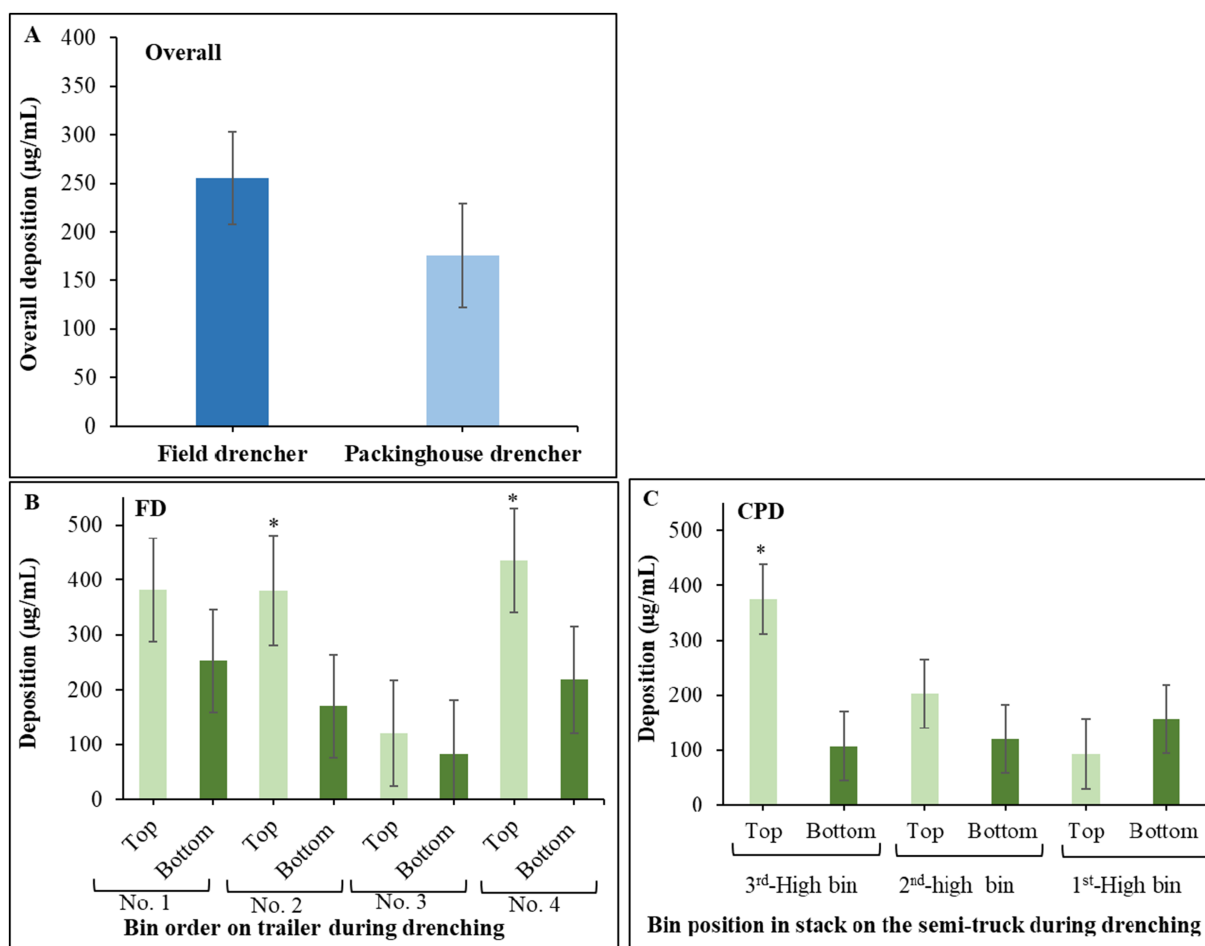 A
Overall
Overall deposition (µg/mL)
400
350
300
250
200
150
100
50
0
Field drencher Packinghouse drencher
B
FD
*
*
Deposition (µg/mL)
500
400
300
200
100
0
Top Bottom Top Bottom Top Bottom Top Bottom
No. 1 No. 2 No. 3 No. 4
Bin order on trailer during drenching
C
CPD
*
Deposition (µg/mL)
500
400
300
200
100
0
Top Bottom Top Bottom Top Bottom
3rd-High bin 2nd-high bin 1st-High bin
Bin position in stack on the semi-truck during drenching